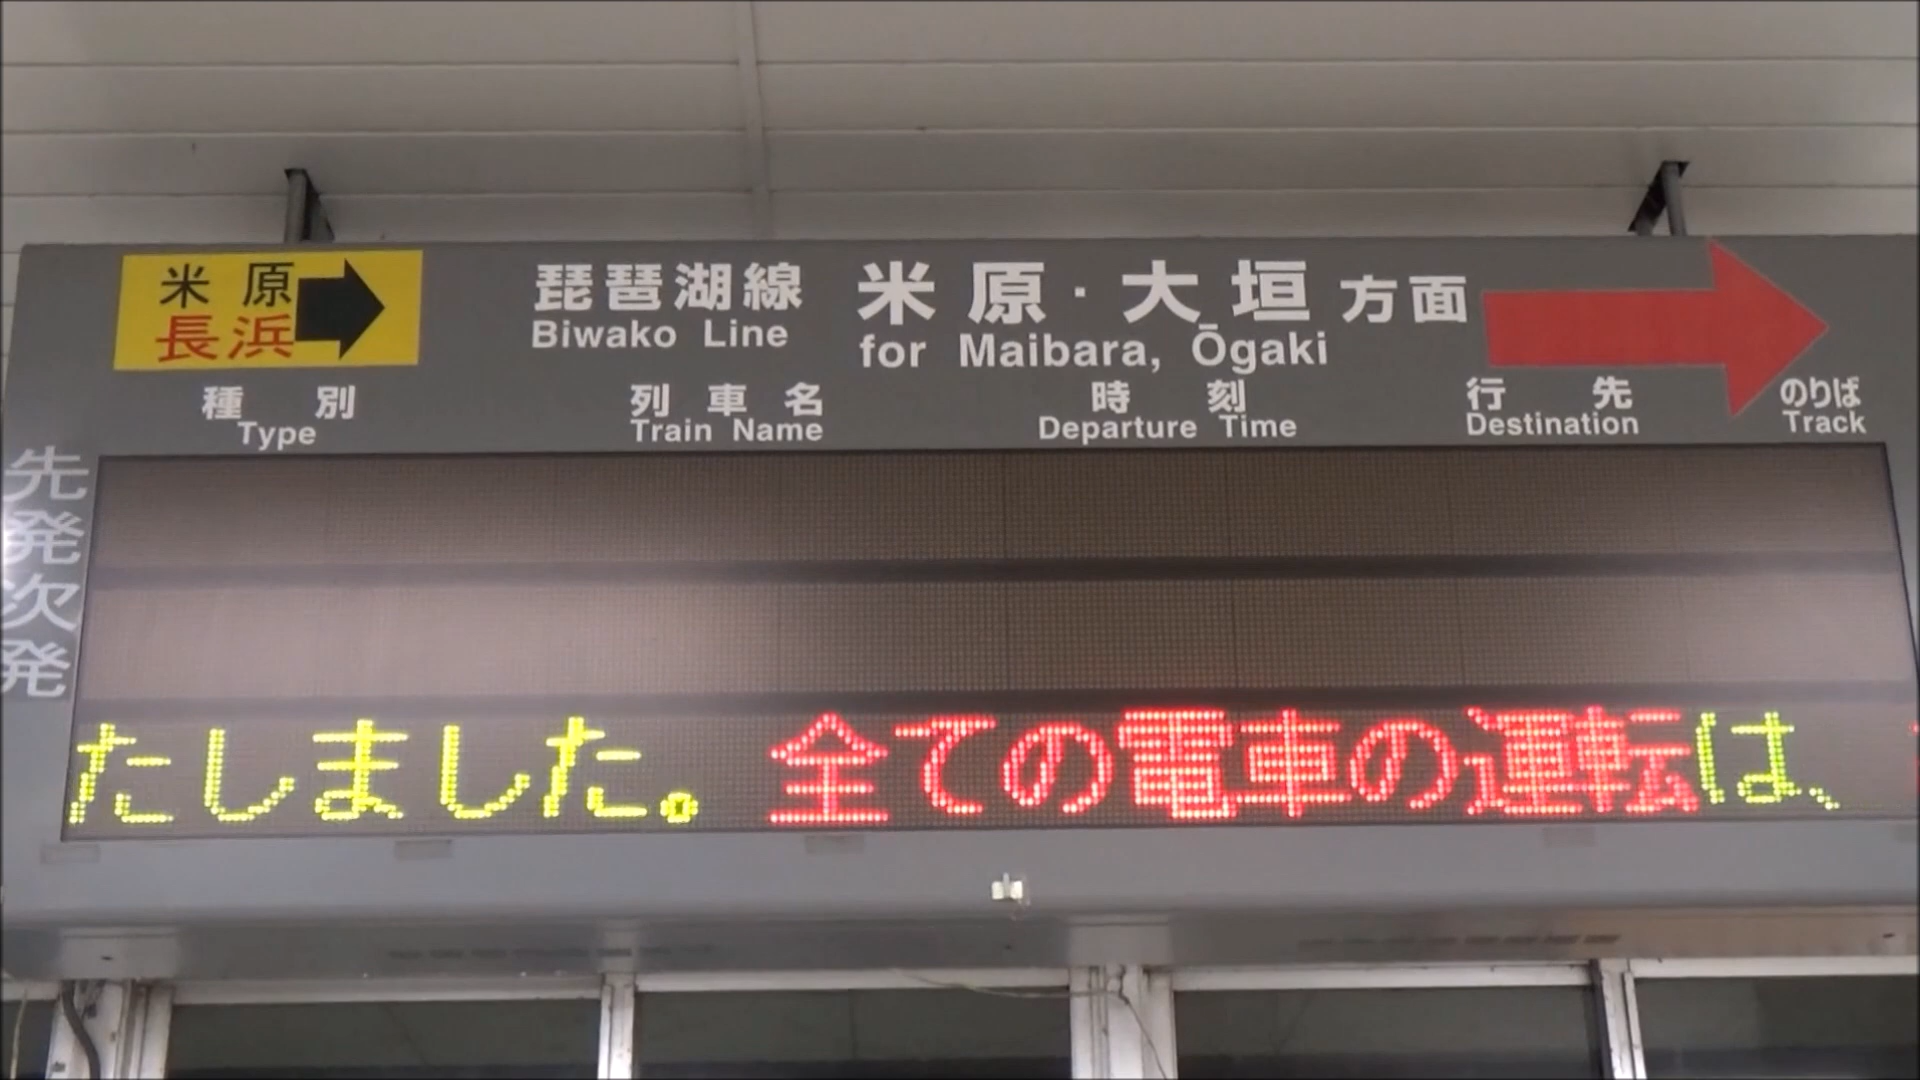 米原
長浜
琵琶湖線 米原・大垣方面
Biwako Line for Maibara, Ōgaki
種別 列車名 時刻 行先 のりば
Type Train Name Departure Time Destination Track
先発
次発
たしました。全ての電車の運転は、